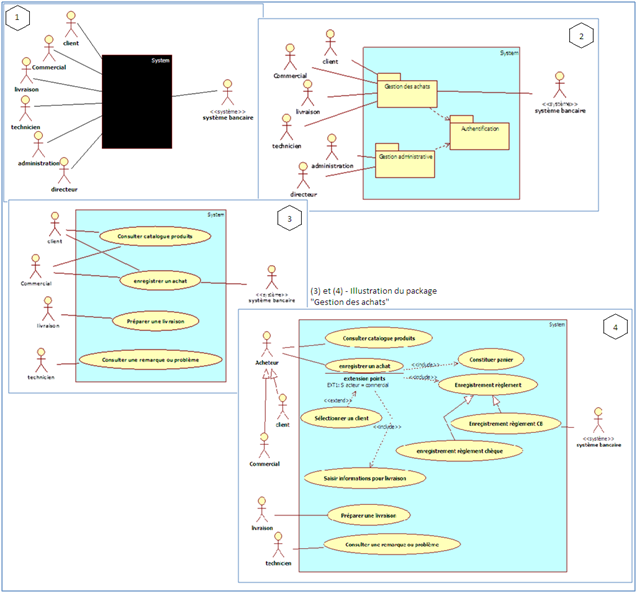 1
System
client
Commercial
livraison
technicien
administration
directeur
<<système>>
système bancaire
2
System
client
Commercial
livraison
technicien
administration
directeur
Gestion des achats
Authentification
Gestion administrative
<<système>>
système bancaire
3
System
client
Commercial
livraison
technicien
Consulter catalogue produits
enregistrer un achat
Préparer une livraison
Consulter une remarque ou problème
<<système>>
système bancaire
(3) et (4) - Illustration du package
"Gestion des achats"
4
System
Acheteur
client
Commercial
livraison
technicien
Consulter catalogue produits
enregistrer un achat
extension points
EXT1: S acteur = commercial
<<include>>
Constituer panier
<<include>>
Enregistrement règlement
<<extend>>
Sélectionner un client
<<include>>
Enregistrement règlement CB
enregistrement règlement chèque
Saisir informations pour livraison
Préparer une livraison
Consulter une remarque ou problème
<<système>>
système bancaire